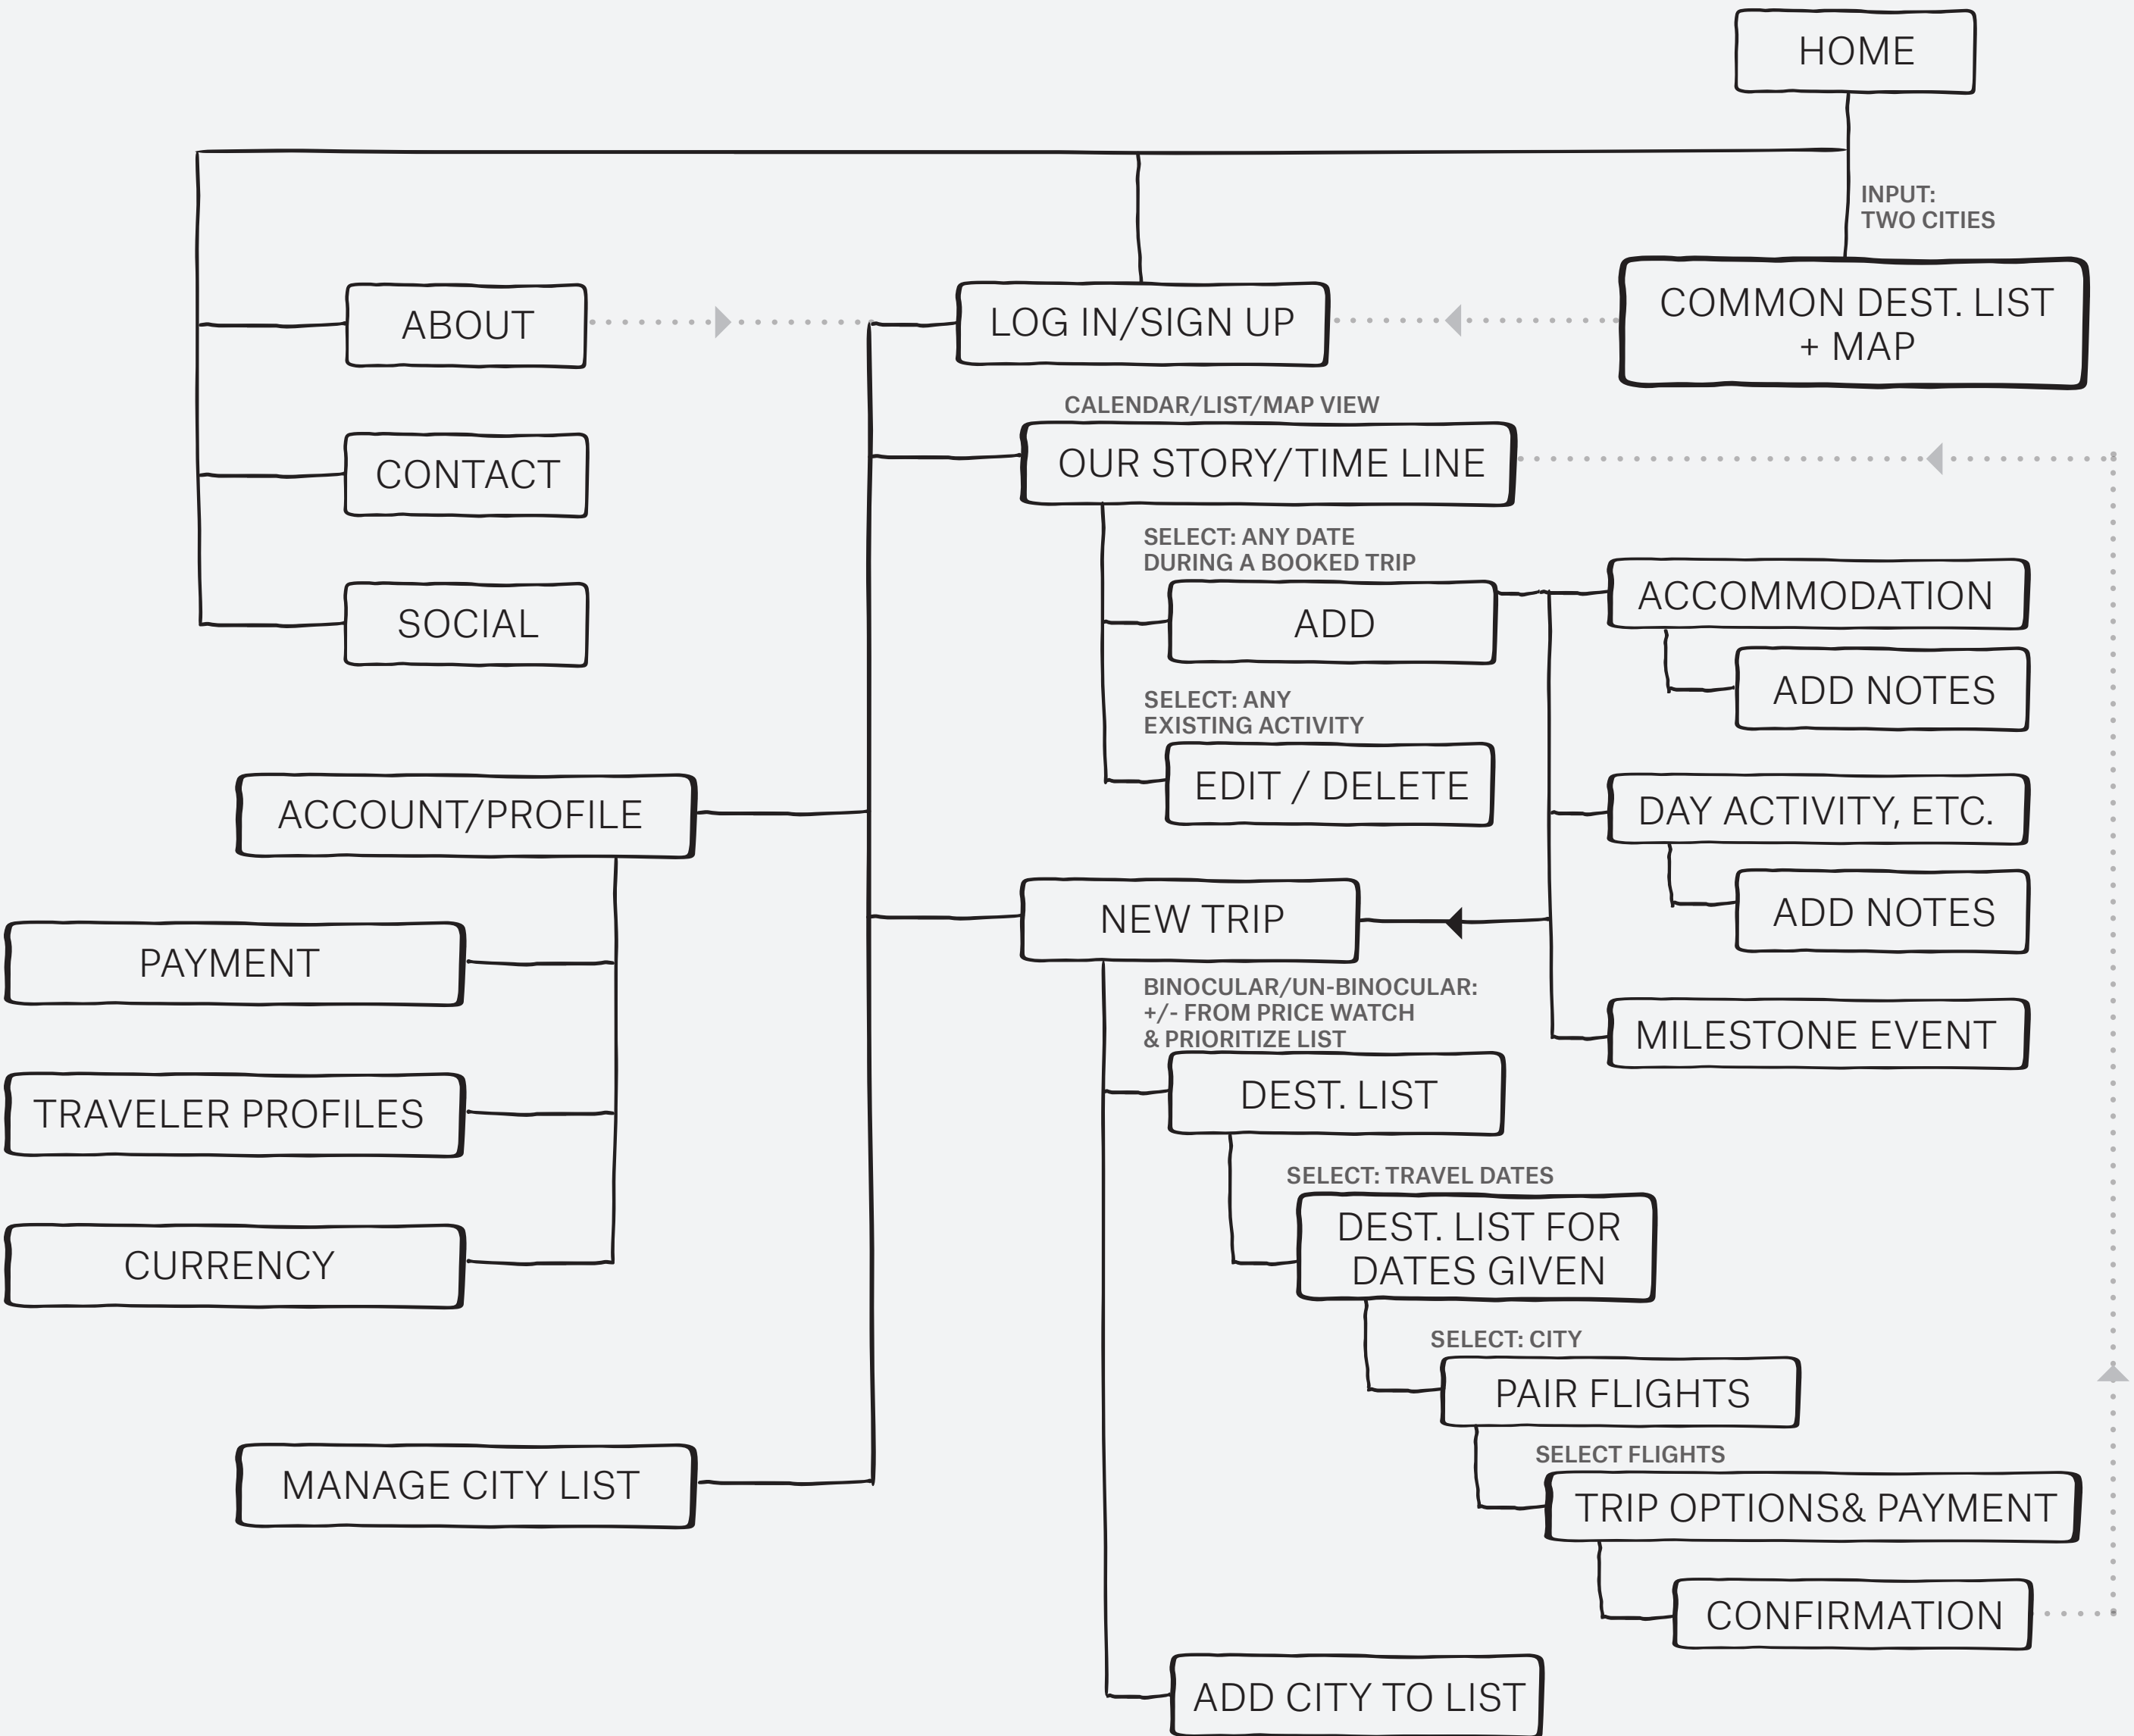 HOME
INPUT:
TWO CITIES
ABOUT
LOG IN/SIGN UP
COMMON DEST. LIST
+ MAP
CALENDAR/LIST/MAP VIEW
OUR STORY/TIME LINE
CONTACT
SELECT: ANY DATE
DURING A BOOKED TRIP
ADD
ACCOMMODATION
SOCIAL
ADD NOTES
SELECT: ANY
EXISTING ACTIVITY
EDIT / DELETE
ACCOUNT/PROFILE
DAY ACTIVITY, ETC.
ADD NOTES
NEW TRIP
PAYMENT
BINOCULAR/UN-BINOCULAR:
+/- FROM PRICE WATCH
& PRIORITIZE LIST
MILESTONE EVENT
DEST. LIST
TRAVELER PROFILES
SELECT: TRAVEL DATES
DEST. LIST FOR
DATES GIVEN
CURRENCY
SELECT: CITY
PAIR FLIGHTS
SELECT FLIGHTS
MANAGE CITY LIST
TRIP OPTIONS& PAYMENT
CONFIRMATION
ADD CITY TO LIST